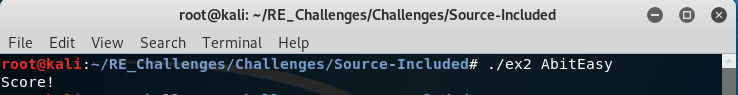 root@kali: ~/RE_Challenges/Challenges/Source-Included
File Edit View Search Terminal Help
root@kali:~/RE_Challenges/Challenges/Source-Included# ./ex2 AbitEasy
Score!